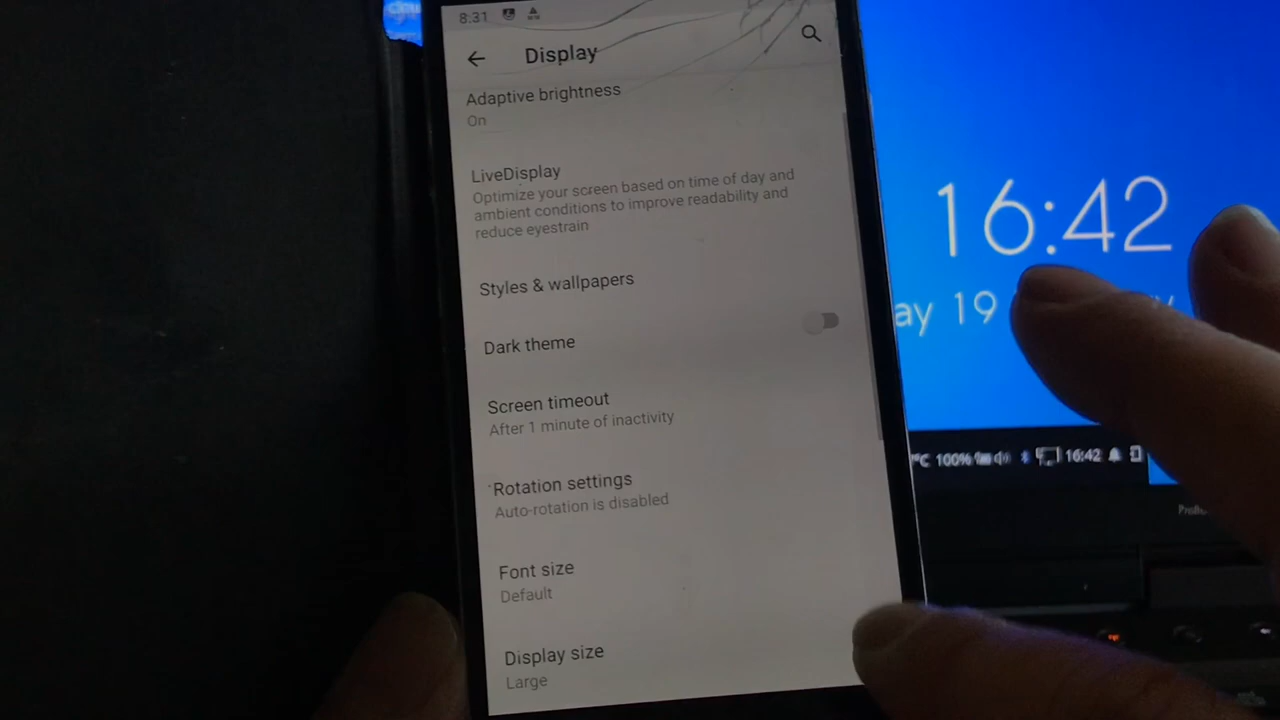 8:31
Display
Adaptive brightness
On
LiveDisplay
Optimize your screen based on time of day and
ambient conditions to improve readability and
reduce eyestrain
Styles & wallpapers
Dark theme
Screen timeout
After 1 minute of inactivity
Rotation settings
Auto-rotation is disabled
Font size
Default
Display size
Large
16:42
ay 19
°C 100% 16:42